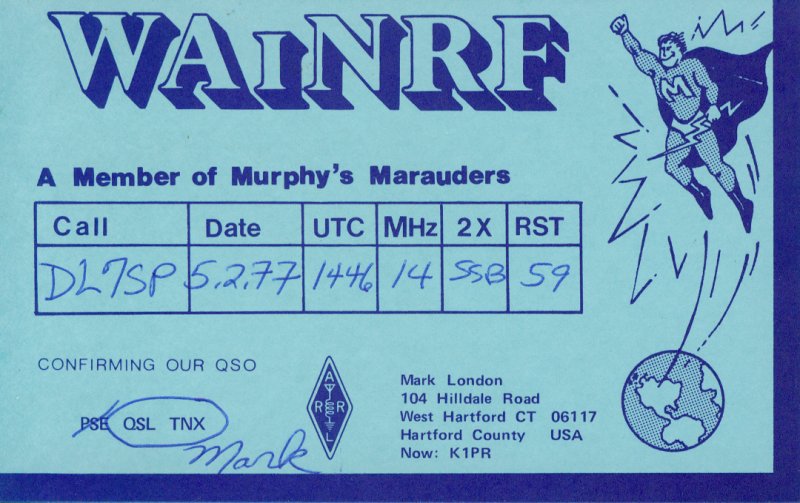 WA1NRF
M
A Member of Murphy's Marauders
Call Date UTC MHz 2X RST
DL7SP 5.2.77 1446 14 SSB 59
CONFIRMING OUR QSO
PSE QSL TNX
Mark
A
R R
L
Mark London
104 Hilldale Road
West Hartford CT 06117
Hartford County USA
Now: K1PR